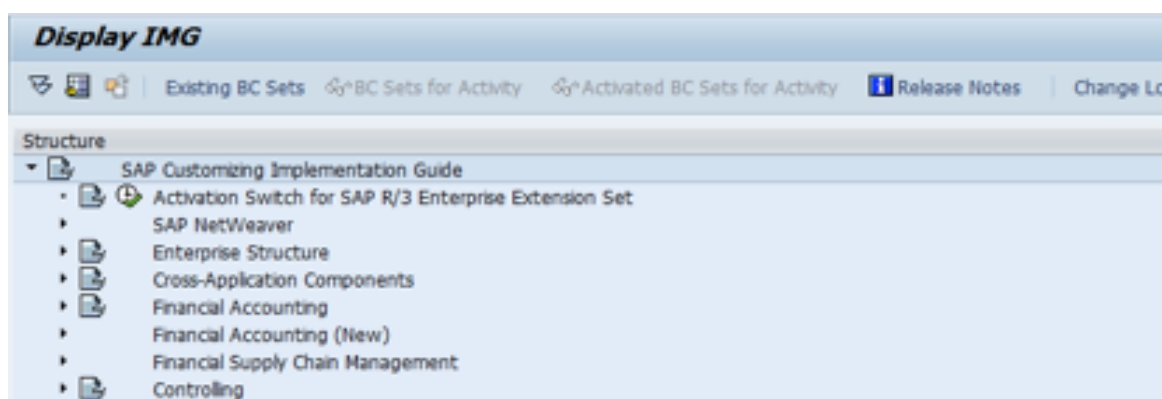 Display IMG
Existing BC Sets BC Sets for Activity Activated BC Sets for Activity Release Notes Change Lo
Structure
SAP Customizing Implementation Guide
Activation Switch for SAP R/3 Enterprise Extension Set
SAP NetWeaver
Enterprise Structure
Cross-Application Components
Financial Accounting
Financial Accounting (New)
Financial Supply Chain Management
Controlling